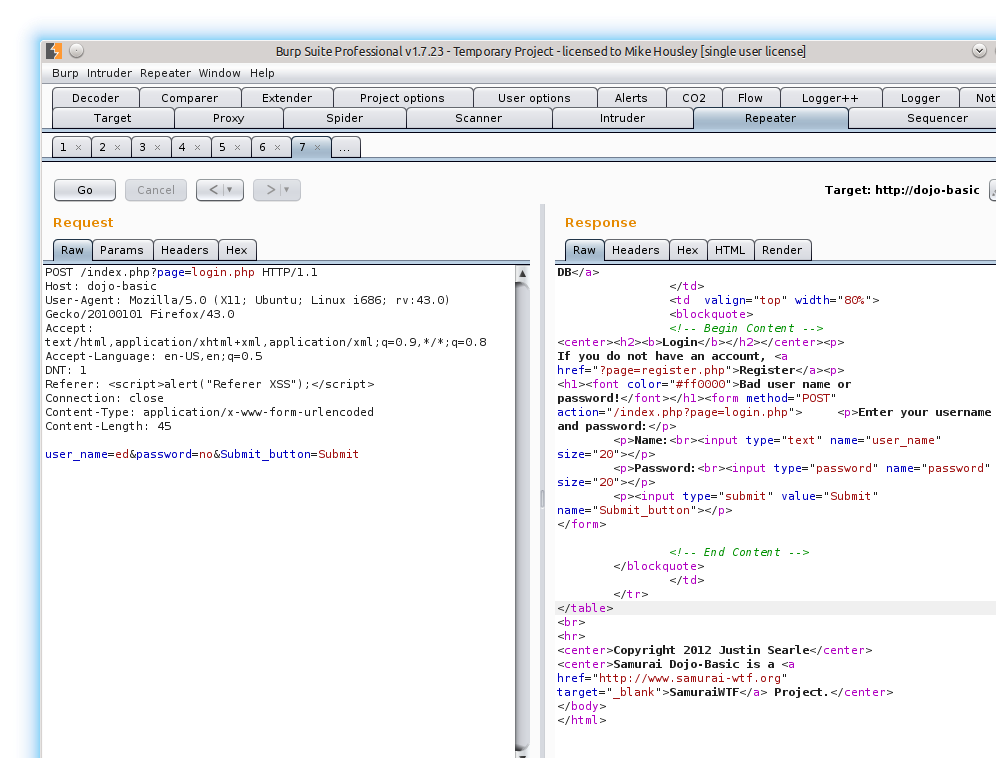 Burp Suite Professional v1.7.23 - Temporary Project - licensed to Mike Housley [single user license]
Burp Intruder Repeater Window Help
Decoder Comparer Extender Project options User options Alerts CO2 Flow Logger++ Logger Not
Target Proxy Spider Scanner Intruder Repeater Sequencer
1 × 2 × 3 × 4 × 5 × 6 × 7 × ...
Go Cancel < | ▾ > | ▾ Target: http://dojo-basic
Request
Raw Params Headers Hex
POST /index.php?page=login.php HTTP/1.1
Host: dojo-basic
User-Agent: Mozilla/5.0 (X11; Ubuntu; Linux i686; rv:43.0)
Gecko/20100101 Firefox/43.0
Accept:
text/html,application/xhtml+xml,application/xml;q=0.9,*/*;q=0.8
Accept-Language: en-US,en;q=0.5
DNT: 1
Referer: <script>alert("Referer XSS");</script>
Connection: close
Content-Type: application/x-www-form-urlencoded
Content-Length: 45
user_name=ed&password=no&Submit_button=Submit
Response
Raw Headers Hex HTML Render
DB</a>
</td>
<td  valign="top" width="80%">
<blockquote>
<!-- Begin Content -->
<center><h2><b>Login</b></h2></center><p>
If you do not have an account, <a
href="?page=register.php">Register</a><p>
<h1><font color="#ff0000">Bad user name or
password!</font></h1><form method="POST"
action="/index.php?page=login.php">     <p>Enter your username
and password:</p>
<p>Name:<br><input type="text" name="user_name"
size="20"></p>
<p>Password:<br><input type="password" name="password"
size="20"></p>
<p><input type="submit" value="Submit"
name="Submit_button"></p>
</form>
<!-- End Content -->
</blockquote>
</td>
</tr>
</table>
<br>
<hr>
<center>Copyright 2012 Justin Searle</center>
<center>Samurai Dojo-Basic is a <a
href="http://www.samurai-wtf.org"
target="_blank">SamuraiWTF</a> Project.</center>
</body>
</html>